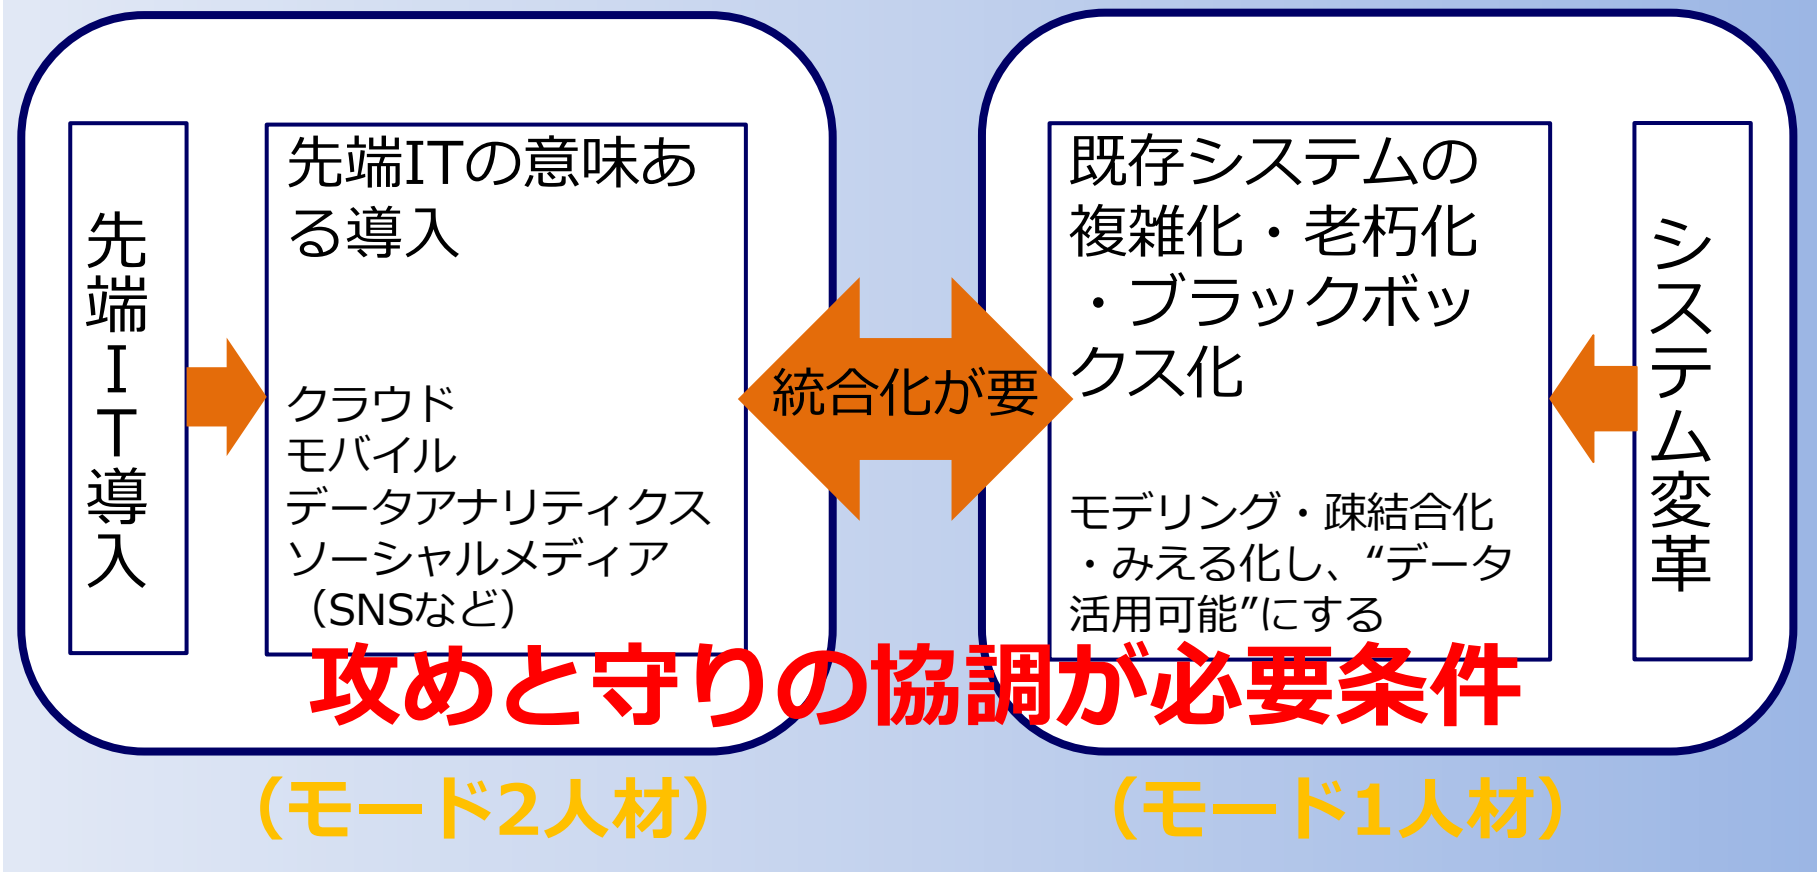 先端IT導入
先端ITの意味あ
る導入
クラウド
モバイル
データアナリティクス
ソーシャルメディア
（SNSなど）
統合化が要
既存システムの
複雑化・老朽化
・ブラックボッ
クス化
モデリング・疎結合化
・みえる化し、“データ
活用可能”にする
システム変革
攻めと守りの協調が必要条件
（モード2人材）
（モード1人材）